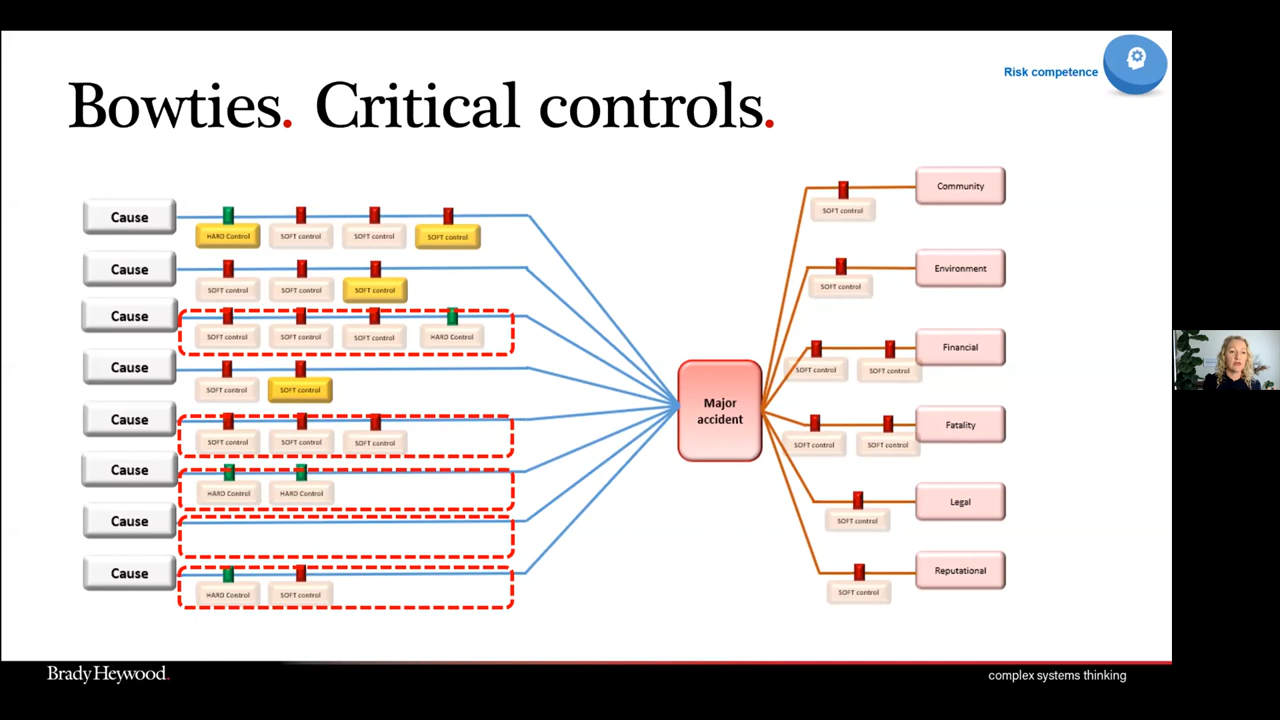 Risk competence
Bowties. Critical controls.
Cause
HARD Control
SOFT control
SOFT control
SOFT control
Cause
SOFT control
SOFT control
SOFT control
Cause
SOFT control
SOFT control
SOFT control
HARD Control
Cause
SOFT control
SOFT control
Cause
SOFT control
SOFT control
SOFT control
Cause
HARD Control
HARD Control
Cause
Cause
HARD Control
SOFT control
Major
accident
SOFT control
Community
SOFT control
Environment
SOFT control
SOFT control
Financial
SOFT control
SOFT control
Fatality
SOFT control
Legal
SOFT control
Reputational
Brady Heywood.
complex systems thinking